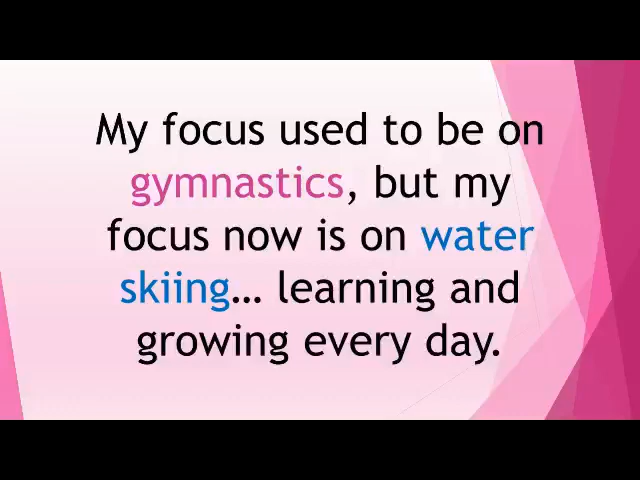 My focus used to be on
gymnastics, but my
focus now is on water
skiing… learning and
growing every day.